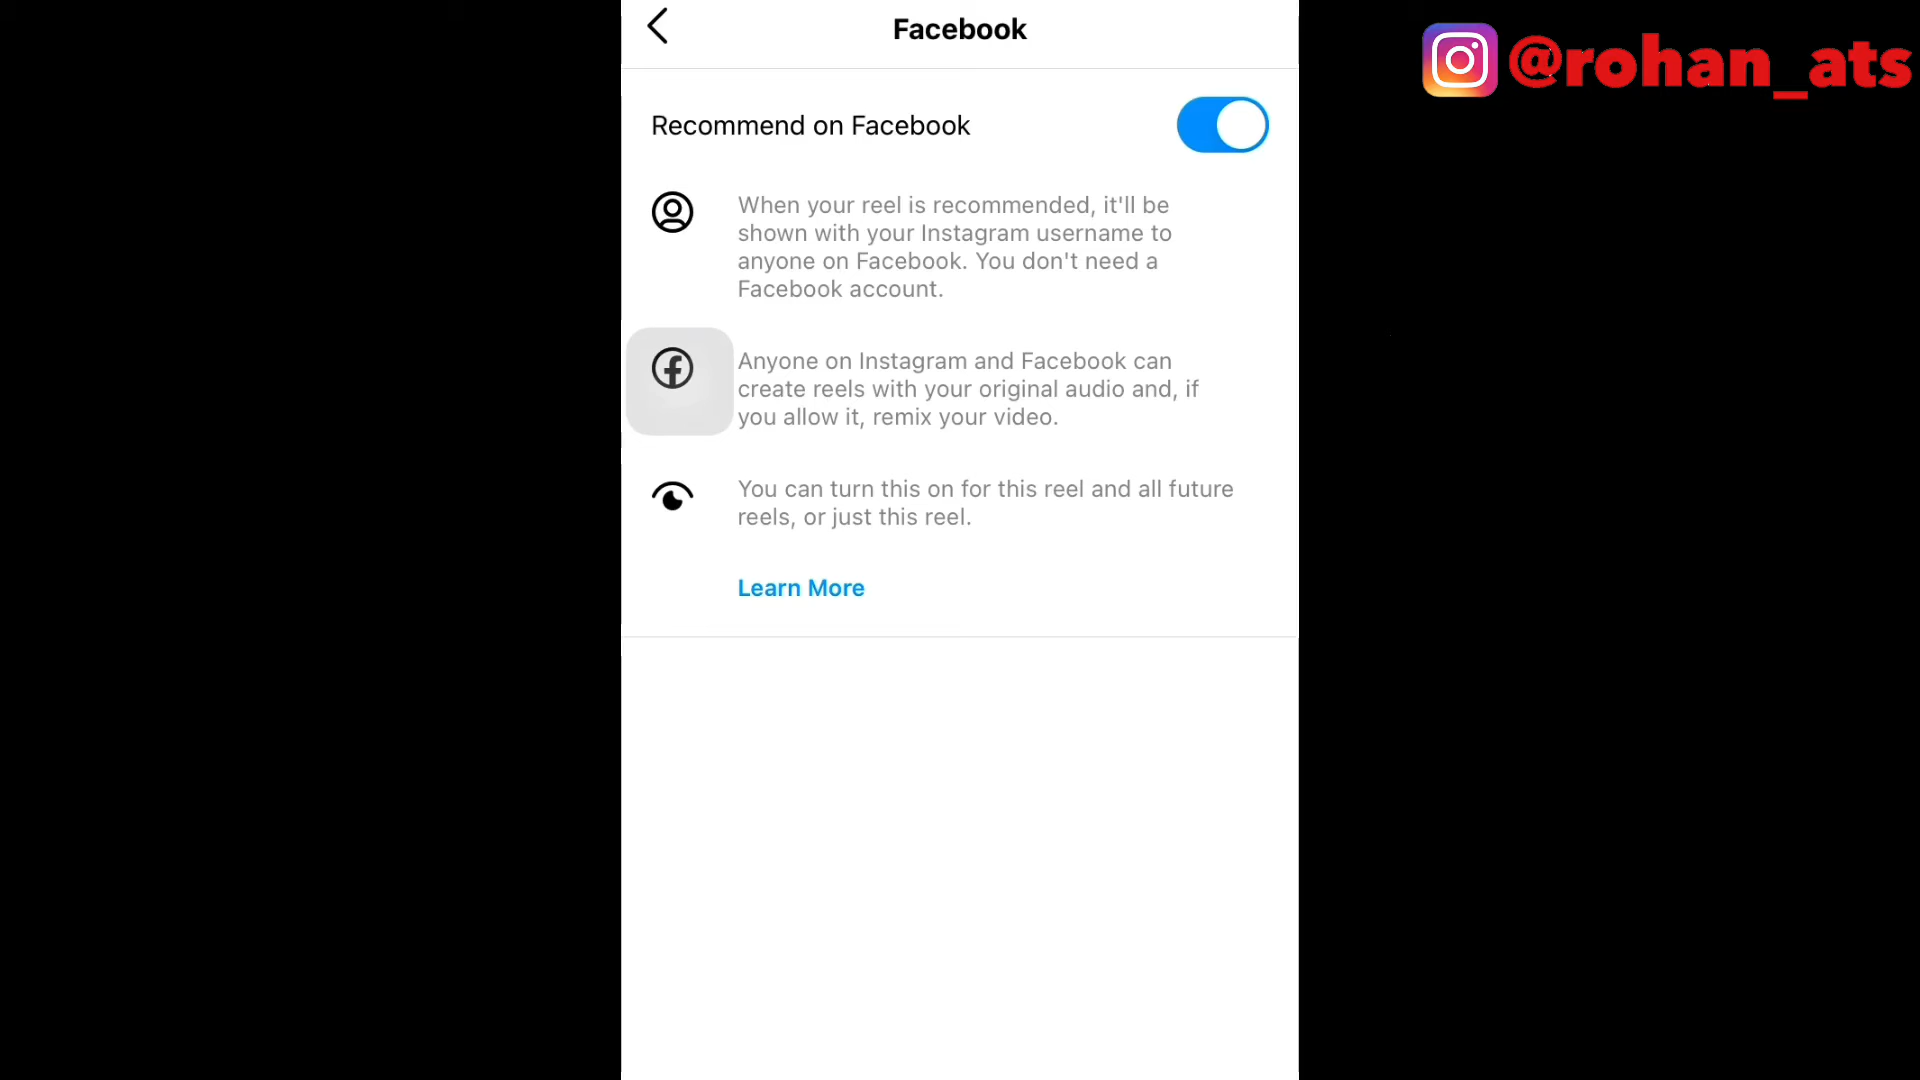 Facebook
@rohan_ats
Recommend on Facebook
When your reel is recommended, it'll be
shown with your Instagram username to
anyone on Facebook. You don't need a
Facebook account.
Anyone on Instagram and Facebook can
create reels with your original audio and, if
you allow it, remix your video.
You can turn this on for this reel and all future
reels, or just this reel.
Learn More